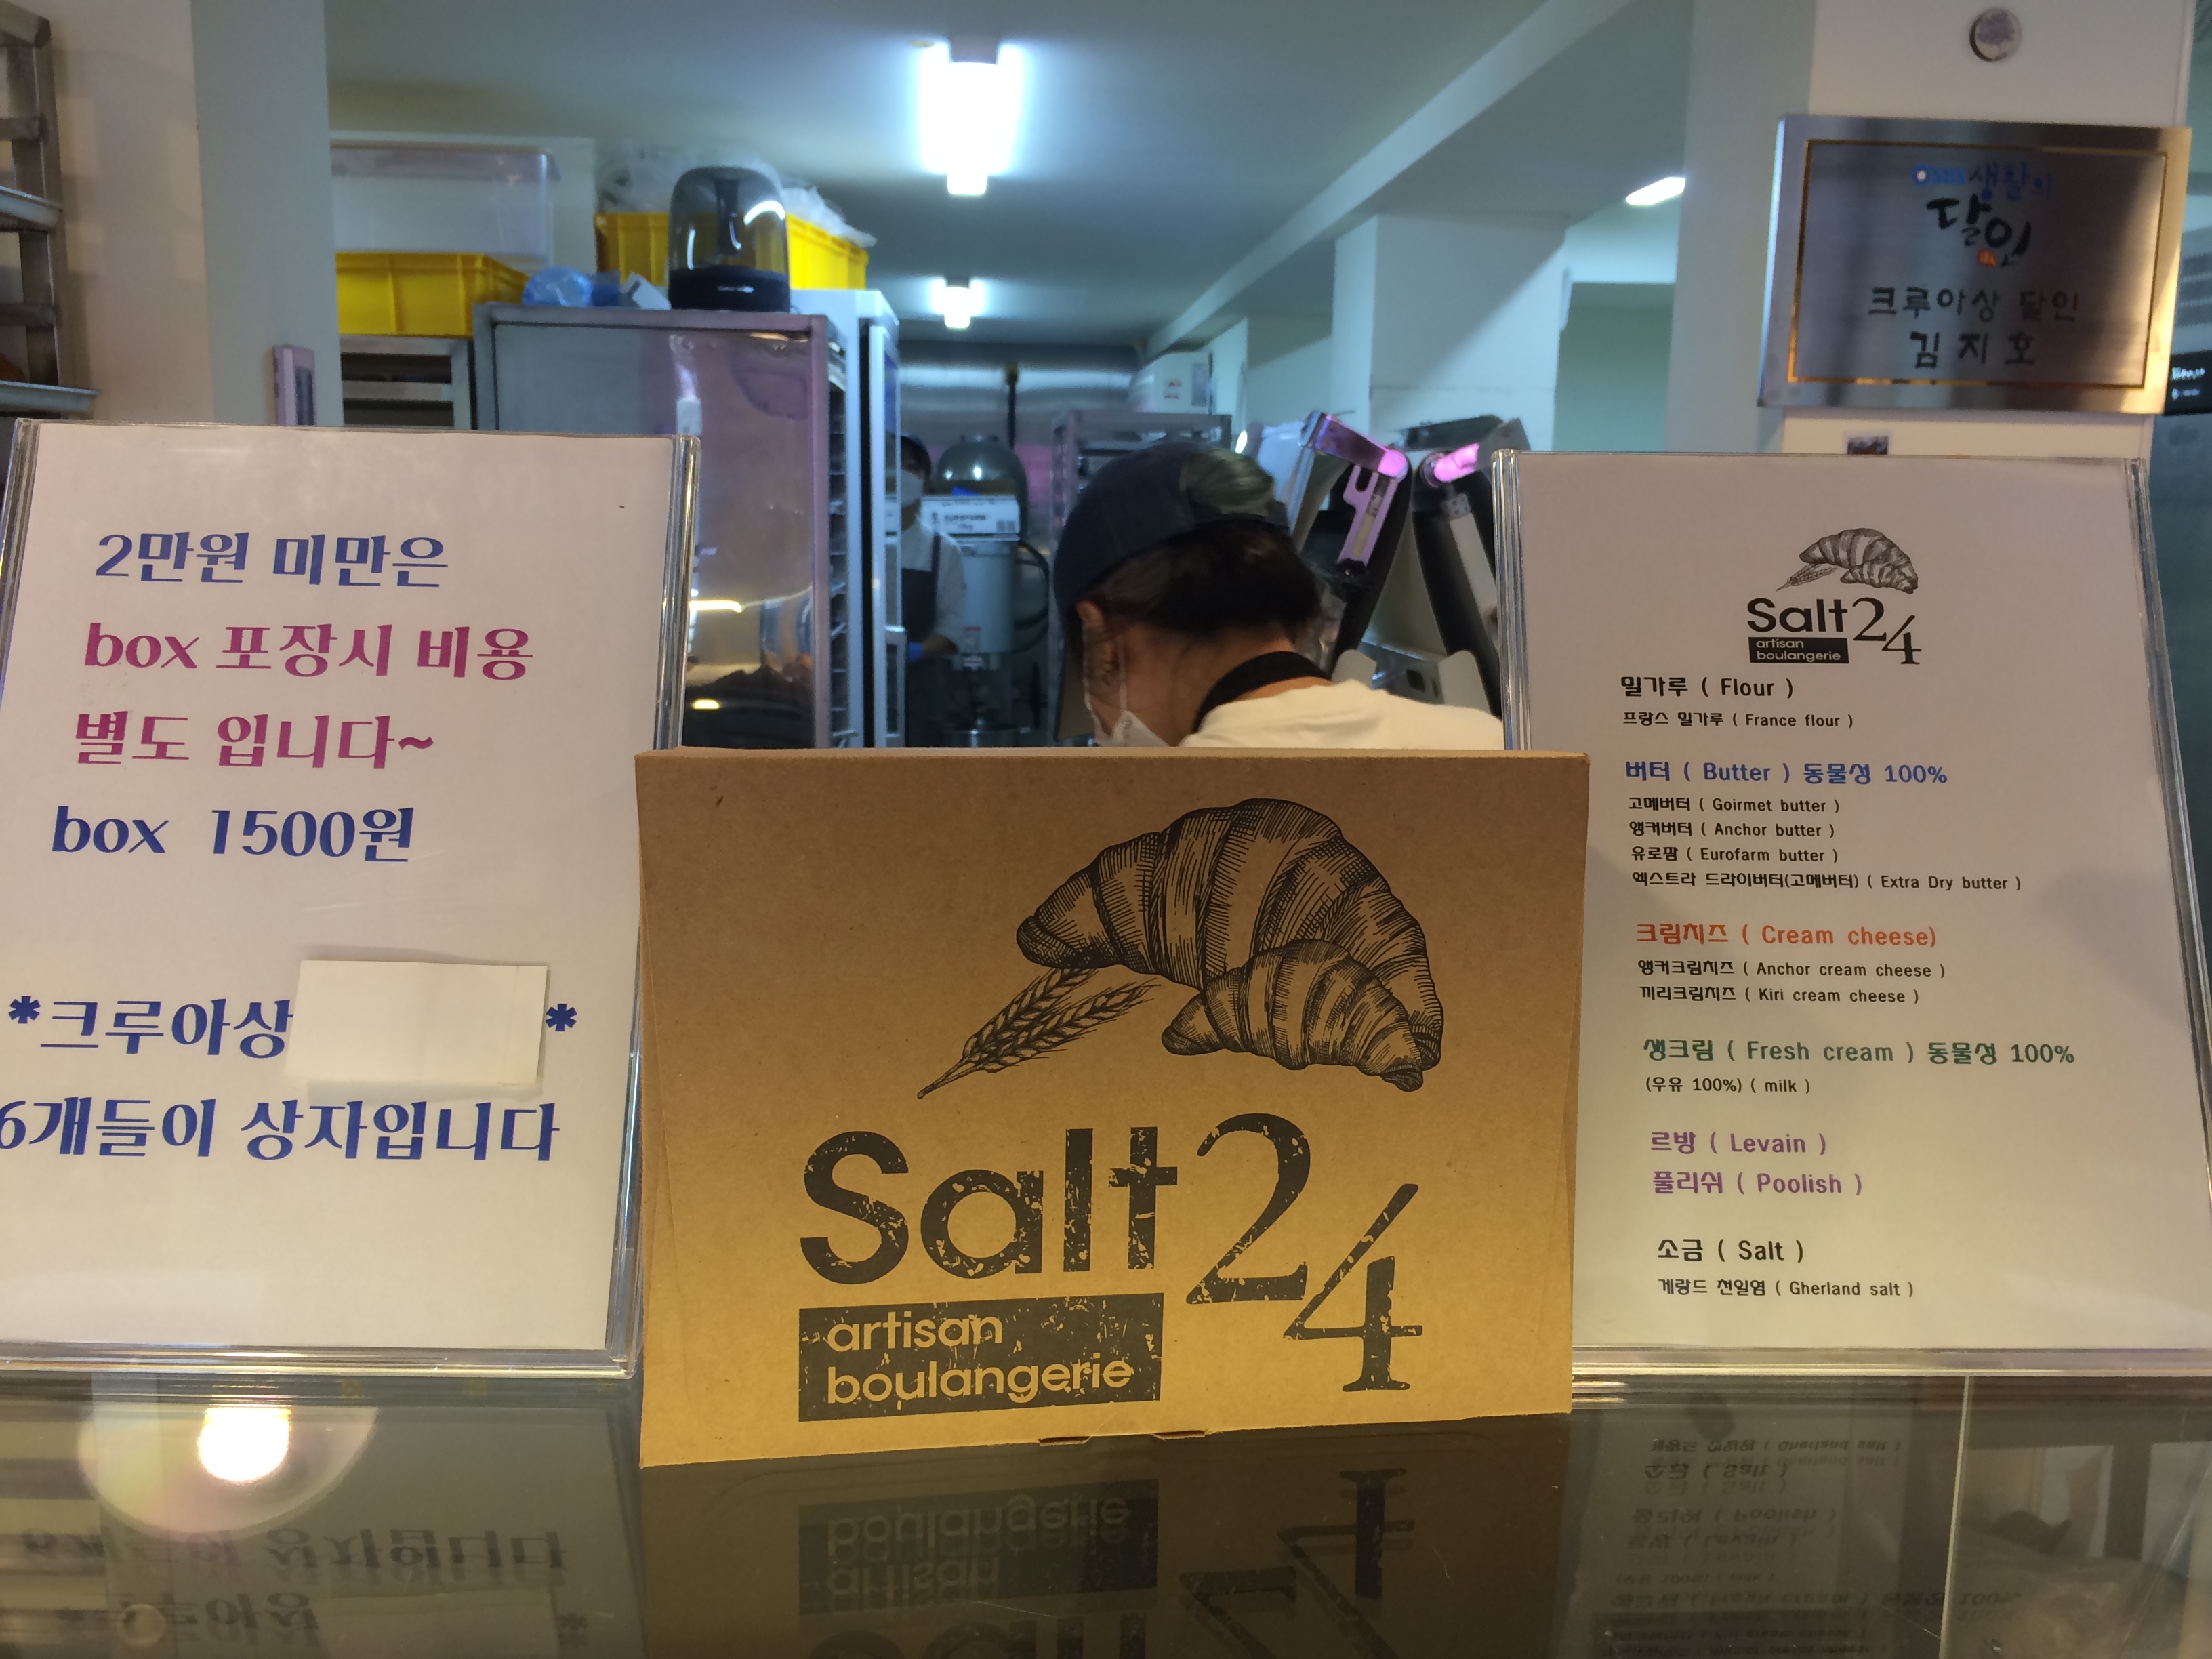 2만원 미만은
box 포장시 비용
별도 입니다~
box 1500원
*크루아상 *
6개들이 상자입니다
Salt24
artisan
boulangerie
SBS 생활의
달인
크루아상 달인
김지호
Salt24
artisan
boulangerie
밀가루 ( Flour )
프랑스 밀가루 ( France flour )
버터 ( Butter ) 동물성 100%
고메버터 ( Goirmet butter )
앵커버터 ( Anchor butter )
유로팜 ( Eurofarm butter )
엑스트라 드라이버터(고메버터) ( Extra Dry butter )
크림치즈 ( Cream cheese)
앵커크림치즈 ( Anchor cream cheese )
끼리크림치즈 ( Kiri cream cheese )
생크림 ( Fresh cream ) 동물성 100%
(우유 100%) ( milk )
르방 ( Levain )
풀리쉬 ( Poolish )
소금 ( Salt )
게랑드 천일염 ( Gherland salt )